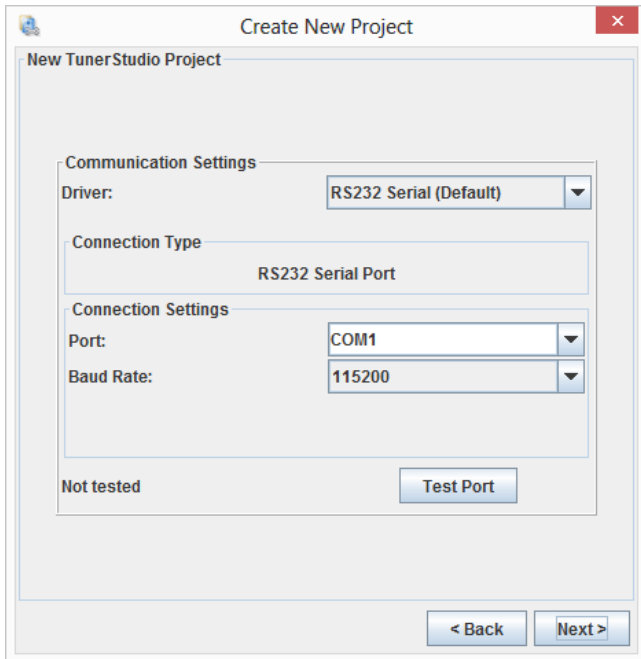 Create New Project
New TunerStudio Project
Communication Settings
Driver: RS232 Serial (Default)
Connection Type
RS232 Serial Port
Connection Settings
Port: COM1
Baud Rate: 115200
Not tested Test Port
< Back Next >